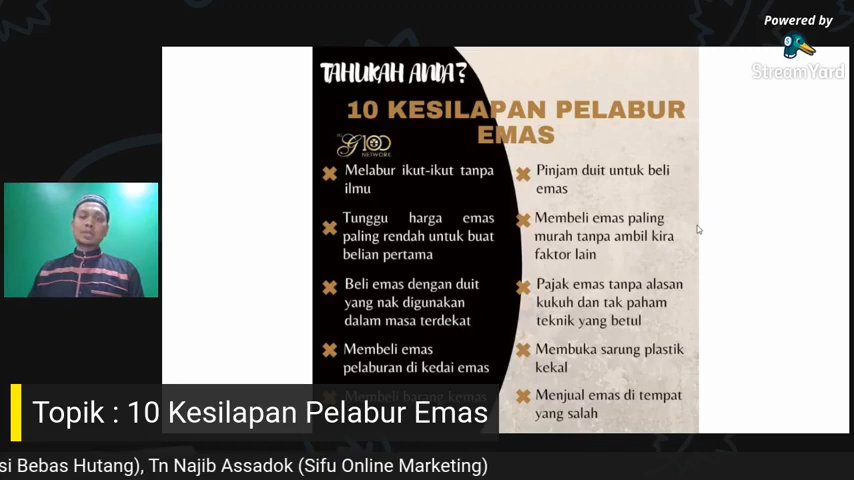 Powered by
StreamYard
TAHUKAH ANDA?
10 KESILAPAN PELABUR
EMAS
G100
NETWORK
Melabur ikut-ikut tanpa
ilmu
Tunggu harga emas
paling rendah untuk buat
belian pertama
Beli emas dengan duit
yang nak digunakan
dalam masa terdekat
Membeli emas
pelaburan di kedai emas
Membeli barang kemas
Pinjam duit untuk beli
emas
Membeli emas paling
murah tanpa ambil kira
faktor lain
Pajak emas tanpa alasan
kukuh dan tak paham
teknik yang betul
Membuka sarung plastik
kekal
Menjual emas di tempat
yang salah
Topik : 10 Kesilapan Pelabur Emas
si Bebas Hutang), Tn Najib Assadok (Sifu Online Marketing)